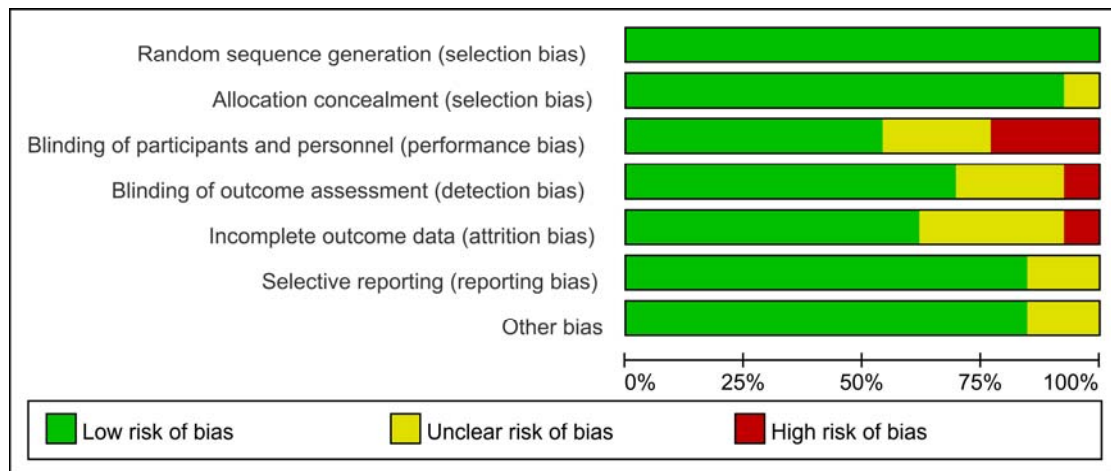 Random sequence generation (selection bias)
Allocation concealment (selection bias)
Blinding of participants and personnel (performance bias)
Blinding of outcome assessment (detection bias)
Incomplete outcome data (attrition bias)
Selective reporting (reporting bias)
Other bias
0% 25% 50% 75% 100%
Low risk of bias Unclear risk of bias High risk of bias